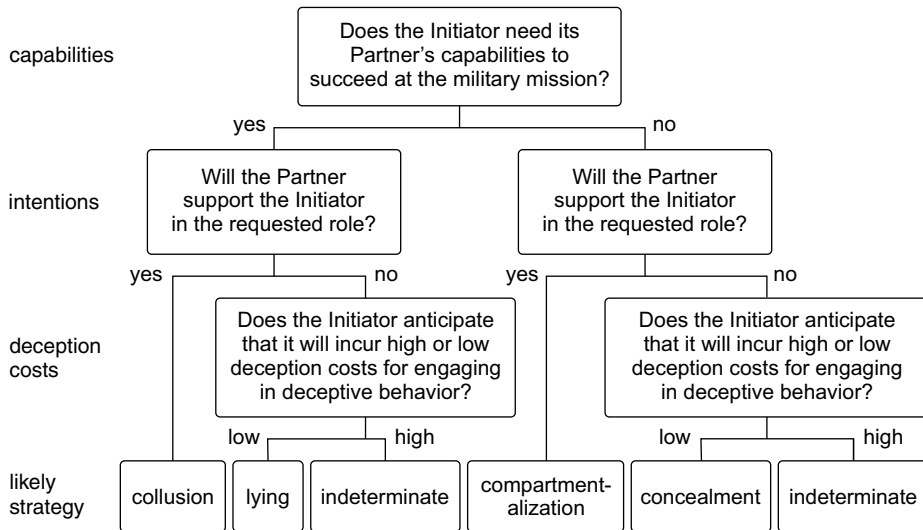 capabilities
Does the Initiator need its
Partner’s capabilities to
succeed at the military mission?
yes
no
intentions
Will the Partner
support the Initiator
in the requested role?
Will the Partner
support the Initiator
in the requested role?
yes
no
yes
no
deception
costs
Does the Initiator anticipate
that it will incur high or low
deception costs for engaging
in deceptive behavior?
Does the Initiator anticipate
that it will incur high or low
deception costs for engaging
in deceptive behavior?
low
high
low
high
likely
strategy
collusion
lying
indeterminate
compartment-
alization
concealment
indeterminate